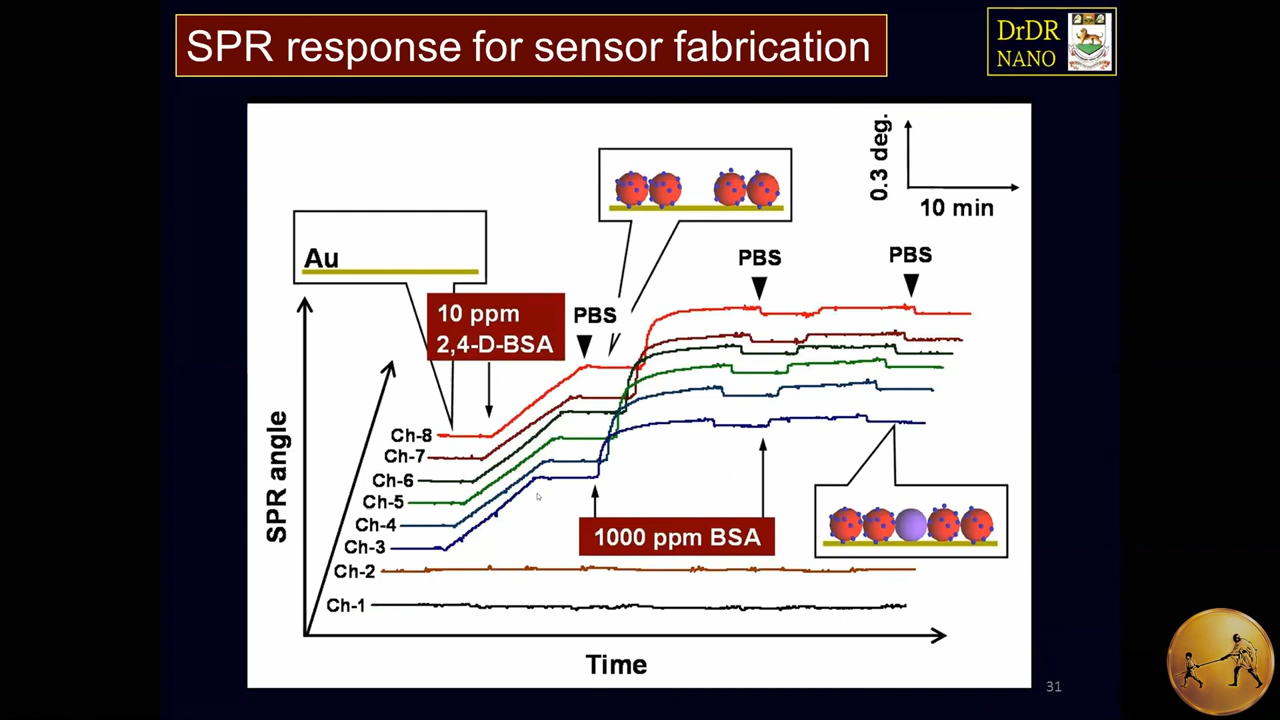 SPR response for sensor fabrication
DrDR
NANO
0.3 deg.
10 min
Au
10 ppm
2,4-D-BSA
PBS
PBS
PBS
Ch-8
Ch-7
Ch-6
Ch-5
Ch-4
Ch-3
Ch-2
Ch-1
1000 ppm BSA
SPR angle
Time
31